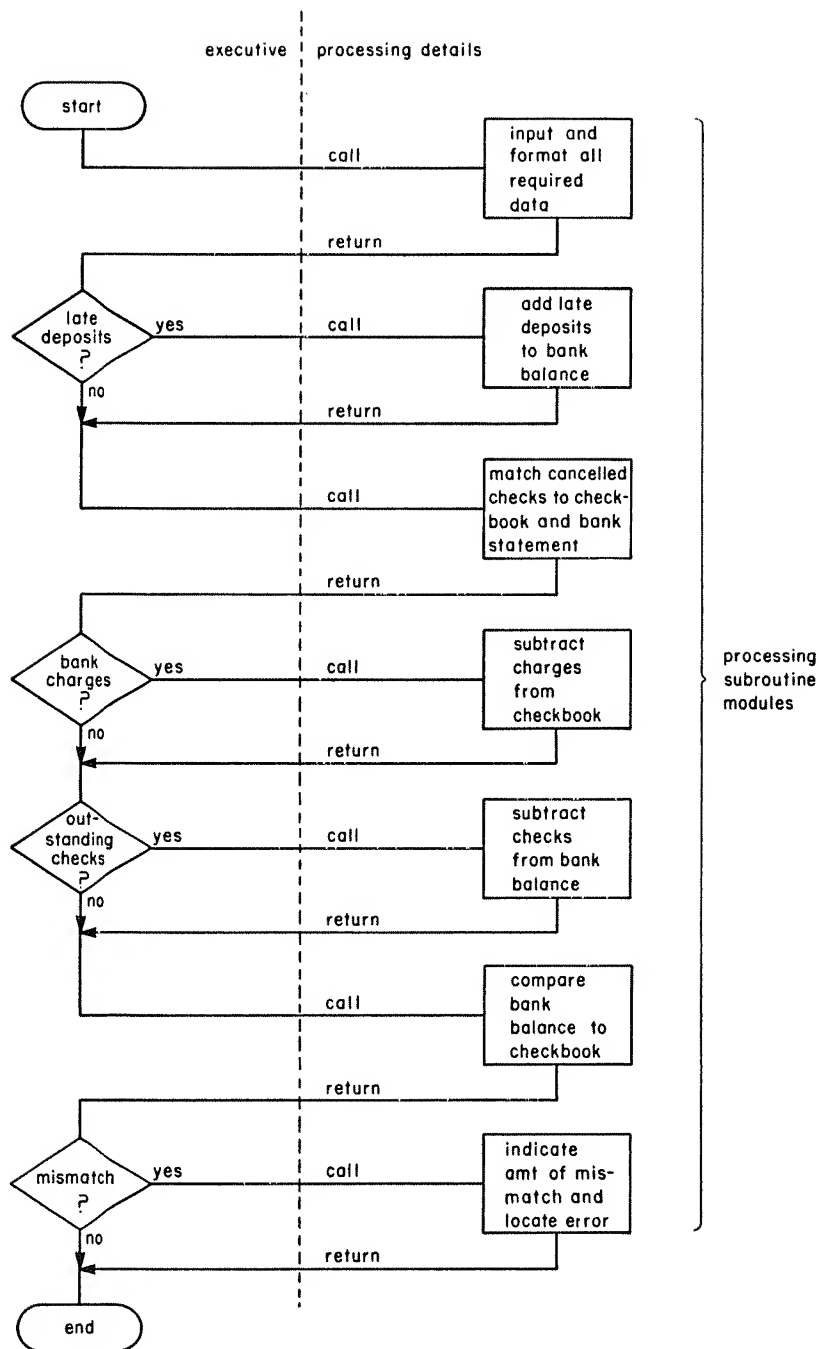 executive processing details
start
call
input and
format all
required
data
return
late
deposits
?
yes
call
add late
deposits
to bank
balance
no
return
call
match cancelled
checks to check-
book and bank
statement
return
bank
charges
?
yes
call
subtract
charges
from
checkbook
processing
subroutine
modules
no
return
out-
standing
checks
?
yes
call
subtract
checks
from bank
balance
no
return
call
compare
bank
balance to
checkbook
return
mismatch
?
yes
call
indicate
amt of mis-
match and
locate error
no
return
end